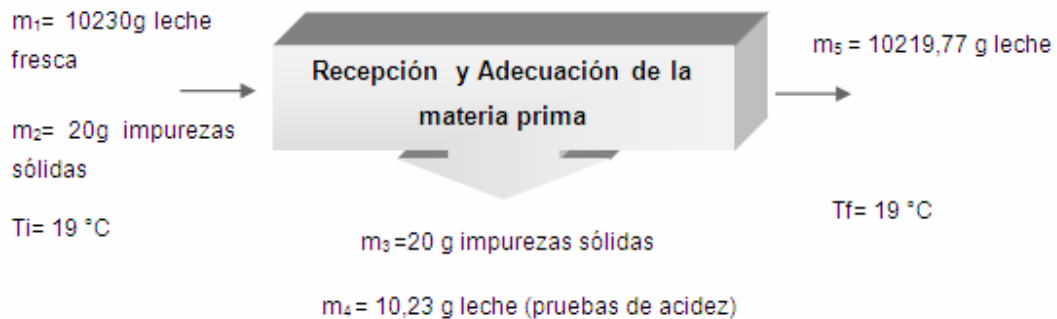 m₁= 10230g leche
fresca
m₂= 20g impurezas
sólidas
Ti= 19 °C
Recepción y Adecuación de la
materia prima
m₃ =20 g impurezas sólidas
m₄ = 10,23 g leche (pruebas de acidez)
m₅ = 10219,77 g leche
Tf= 19 °C